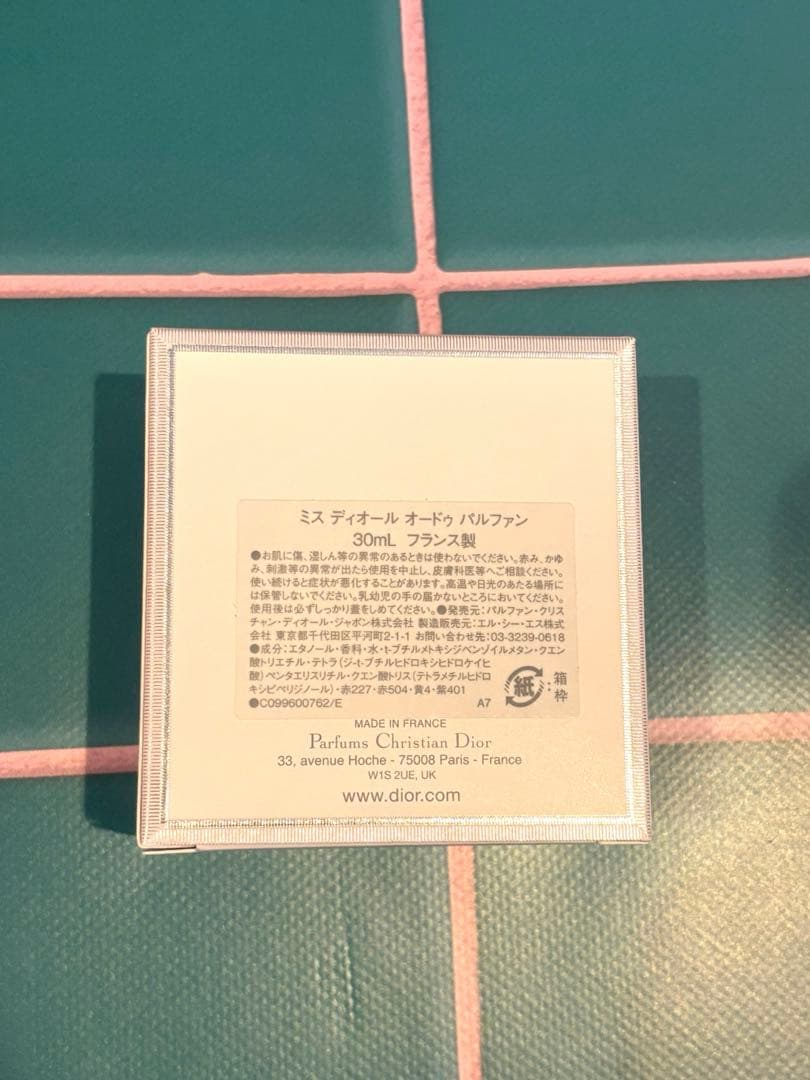 ミス ディオール オードゥ パルファン
30mL フランス製
●お肌に傷、湿しん等の異常のあるときは使わないでください。赤み、かゆ
み、刺激等の異常が出たら使用を中止し、皮膚科医等へご相談ください。
使い続けると症状が悪化することがあります。高温や日光のあたる場所に
は保管しないでください。乳幼児の手の届かないところにおいてください。
使用後は必ずしっかり蓋をしめてください。●発売元:パルファン・クリス
チャン・ディオール・ジャポン株式会社 製造販売元:エル・シー・エス株式
会社 東京都千代田区平河町2-1-1 お問い合わせ先:03-3239-0618
●成分:エタノール・香料・水・t-ブチルメトキシジベンゾイルメタン・クエン
酸トリエチル・テトラ(ジ-t-ブチルヒドロキシヒドロケイヒ
酸)ペンタエリスリチル・クエン酸トリス(テトラメチルヒドロ
キシピペリジノール)・赤227・赤504・黄4・紫401
●C099600762/E A7
紙 箱 枠
MADE IN FRANCE
Parfums Christian Dior
33, avenue Hoche - 75008 Paris - France
W1S 2UE, UK
www.dior.com